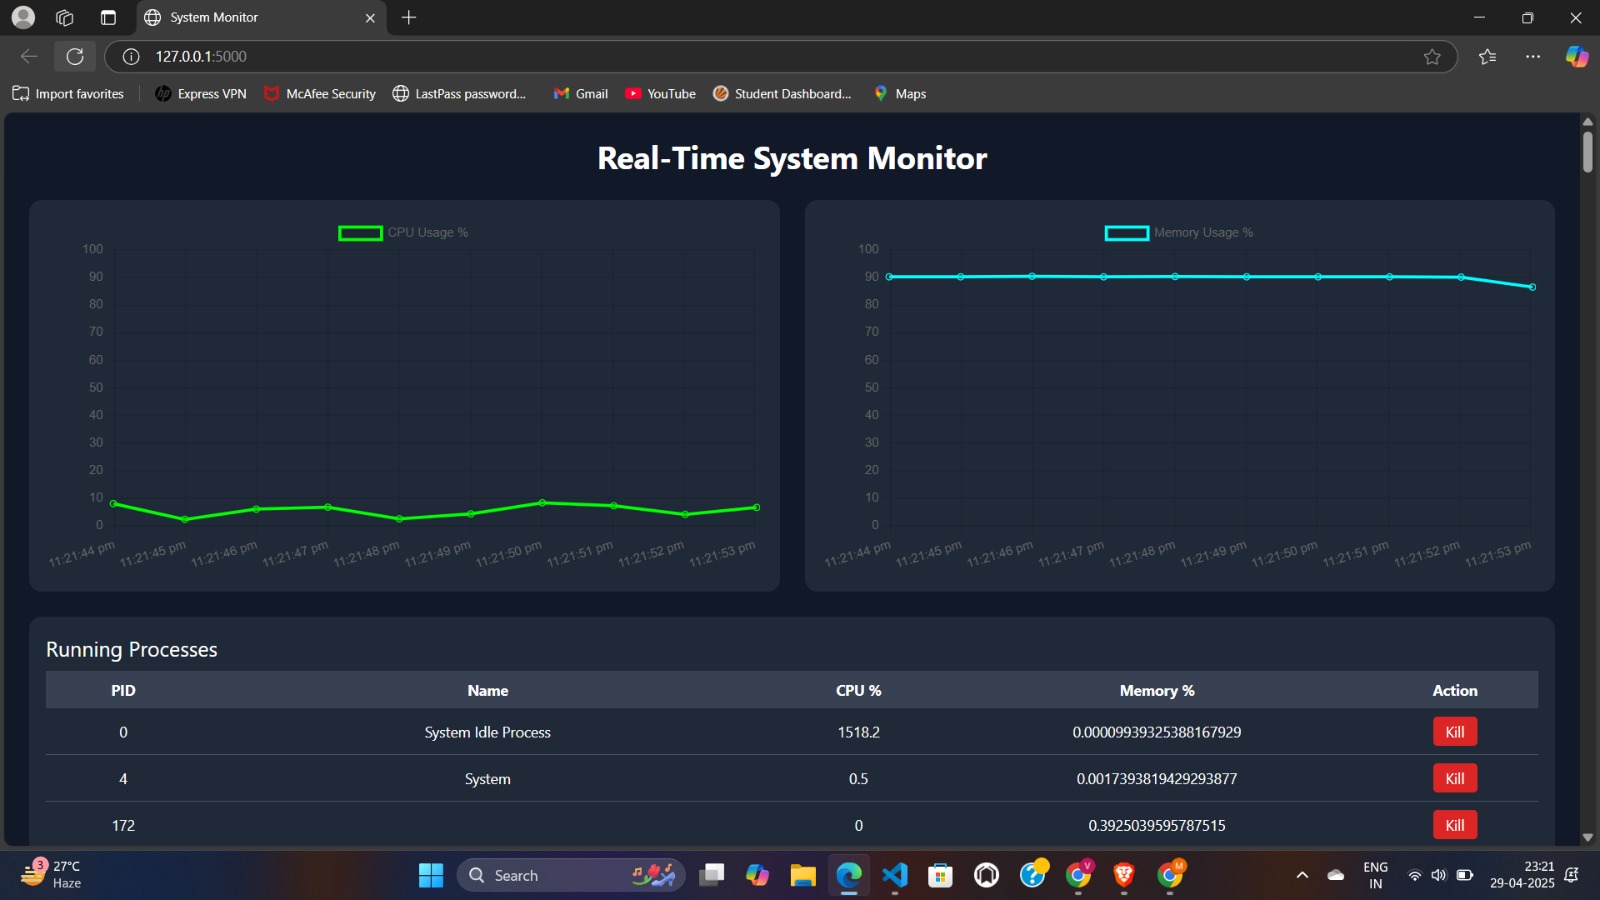 System Monitor
127.0.0.1:5000
Import favorites
Express VPN
McAfee Security
LastPass password...
Gmail
YouTube
Student Dashboard...
Maps
Real-Time System Monitor
CPU Usage %
100
90
80
70
60
50
40
30
20
10
0
11:21:44 pm
11:21:45 pm
11:21:46 pm
11:21:47 pm
11:21:48 pm
11:21:49 pm
11:21:50 pm
11:21:51 pm
11:21:52 pm
11:21:53 pm
Memory Usage %
100
90
80
70
60
50
40
30
20
10
0
11:21:44 pm
11:21:45 pm
11:21:46 pm
11:21:47 pm
11:21:48 pm
11:21:49 pm
11:21:50 pm
11:21:51 pm
11:21:52 pm
11:21:53 pm
Running Processes
PID Name CPU % Memory % Action
0 System Idle Process 1518.2 0.00009939325388167929 Kill
4 System 0.5 0.0017393819429293877 Kill
172 0 0.3925039595787515 Kill
3
27°C
Haze
Search
V
M
ENG
IN
23:21
29-04-2025